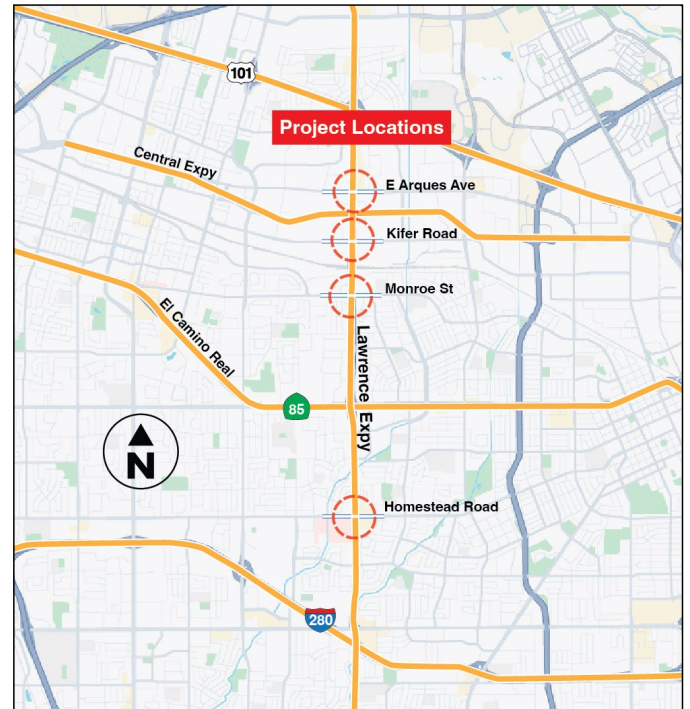 101
Project Locations
Central Expy
E Arques Ave
Kifer Road
Monroe St
El Camino Real
Lawrence Expy
85
N
Homestead Road
280